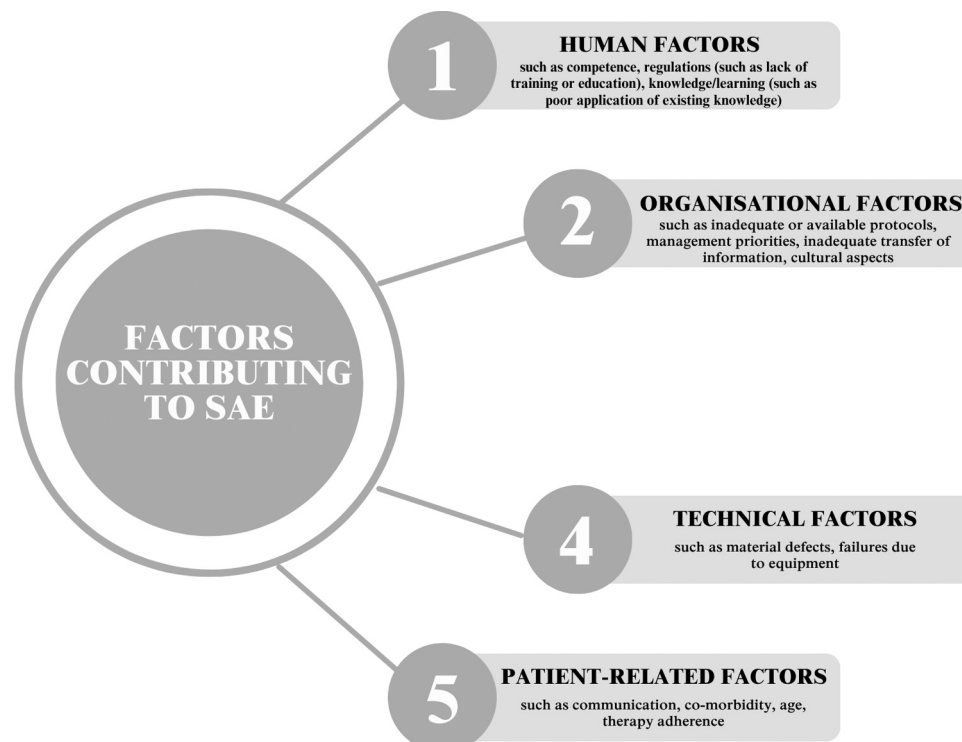 1
HUMAN FACTORS
such as competence, regulations (such as lack of
training or education), knowledge/learning (such as
poor application of existing knowledge)
2
ORGANISATIONAL FACTORS
such as inadequate or available protocols,
management priorities, inadequate transfer of
information, cultural aspects
FACTORS
CONTRIBUTING
TO SAE
4
TECHNICAL FACTORS
such as material defects, failures due
to equipment
5
PATIENT-RELATED FACTORS
such as communication, co-morbidity, age,
therapy adherence